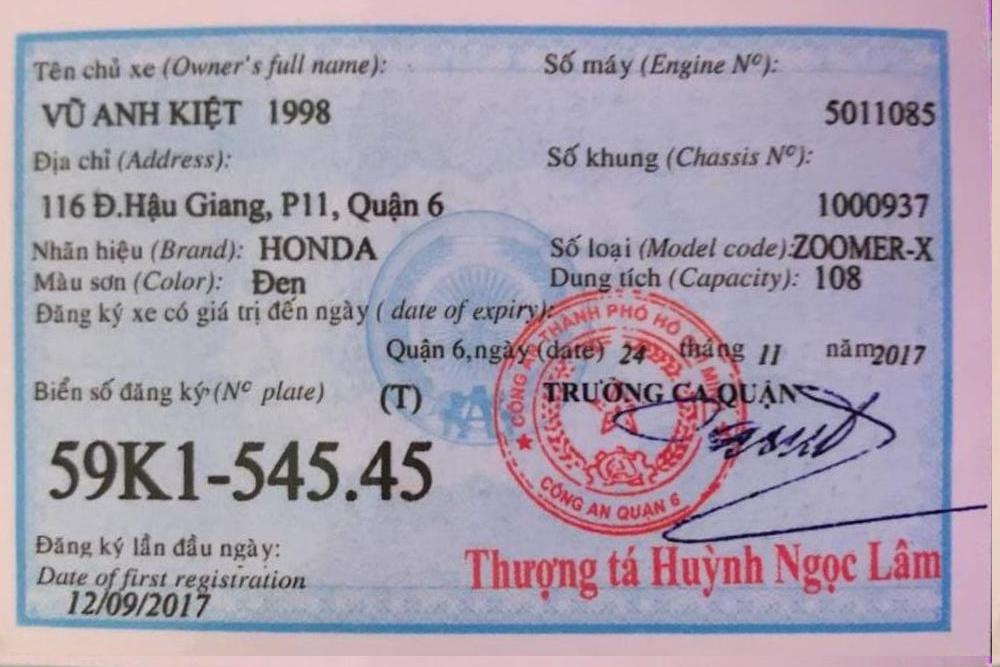 Tên chủ xe (Owner's full name):
VŨ ANH KIỆT 1998
Địa chỉ (Address):
116 Đ.Hậu Giang, P11, Quận 6
Nhãn hiệu (Brand): HONDA
Màu sơn (Color): Đen
Số máy (Engine Nº):
5011085
Số khung (Chassis Nº):
1000937
Số loại (Model code):ZOOMER-X
Dung tích (Capacity): 108
Đăng ký xe có giá trị đến ngày ( date of expiry):
Quận 6,ngày (date) 24 tháng 11 năm2017
Biển số đăng ký (Nº plate) (T)
59K1-545.45
TRƯỞNG CA QUẬN
CÔNG AN THÀNH PHỐ HỒ CHÍ MINH
CÔNG AN QUẬN 6
Thượng tá Huỳnh Ngọc Lâm
Đăng ký lần đầu ngày:
Date of first registration
12/09/2017